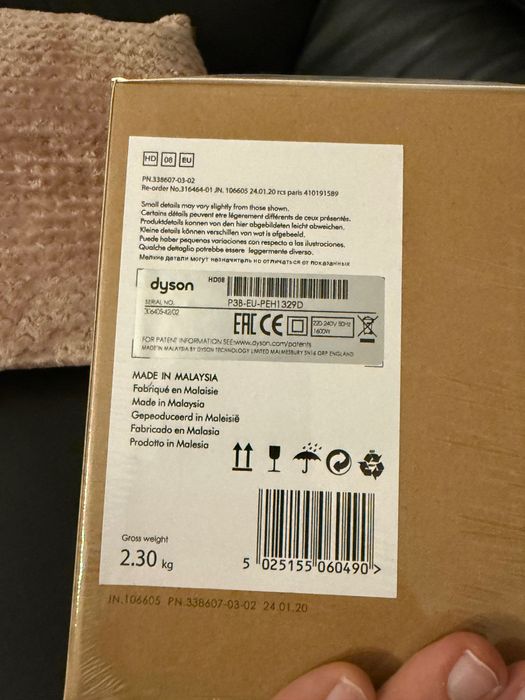 HD 08 EU
PN.338607-03-02
Re-order No.316464-01 JN. 106605 24.01.20 rcs paris 410191589
Small details may vary slightly from those shown.
Certains détails peuvent etre légerement différents de ceux présentés.
Produktdetails konnen von den hier abgebildeten leicht abweichen.
Kleine details können verschillen van wat is afgebeeld.
Puede haber pequenas variaciones con respecto a las ilustraciones.
Qualche dettaglio potrebbe essere leggermente diverso.
Мелкие детали могут незначительно отличаться от показанных
dyson HD08
SERIAL NO. P3B-EU-PEH1329D
306405-42/02
EAC CE 220-240V 50Hz
1600W
FOR PATENT INFORMATION SEE:www.dyson.com/patents
MADE IN MALAYSIA BY DYSON TECHNOLOGY LIMITED MALMESBURY SN16 0RP ENGLAND
MADE IN MALAYSIA
Fabriqué en Malaisie
Made in Malaysia
Geproduceerd in Maleisië
Fabricado en Malasia
Prodotto in Malesia
Gross weight
2.30 kg
5 025155 060490 >
JN.106605 PN.338607-03-02 24.01.20